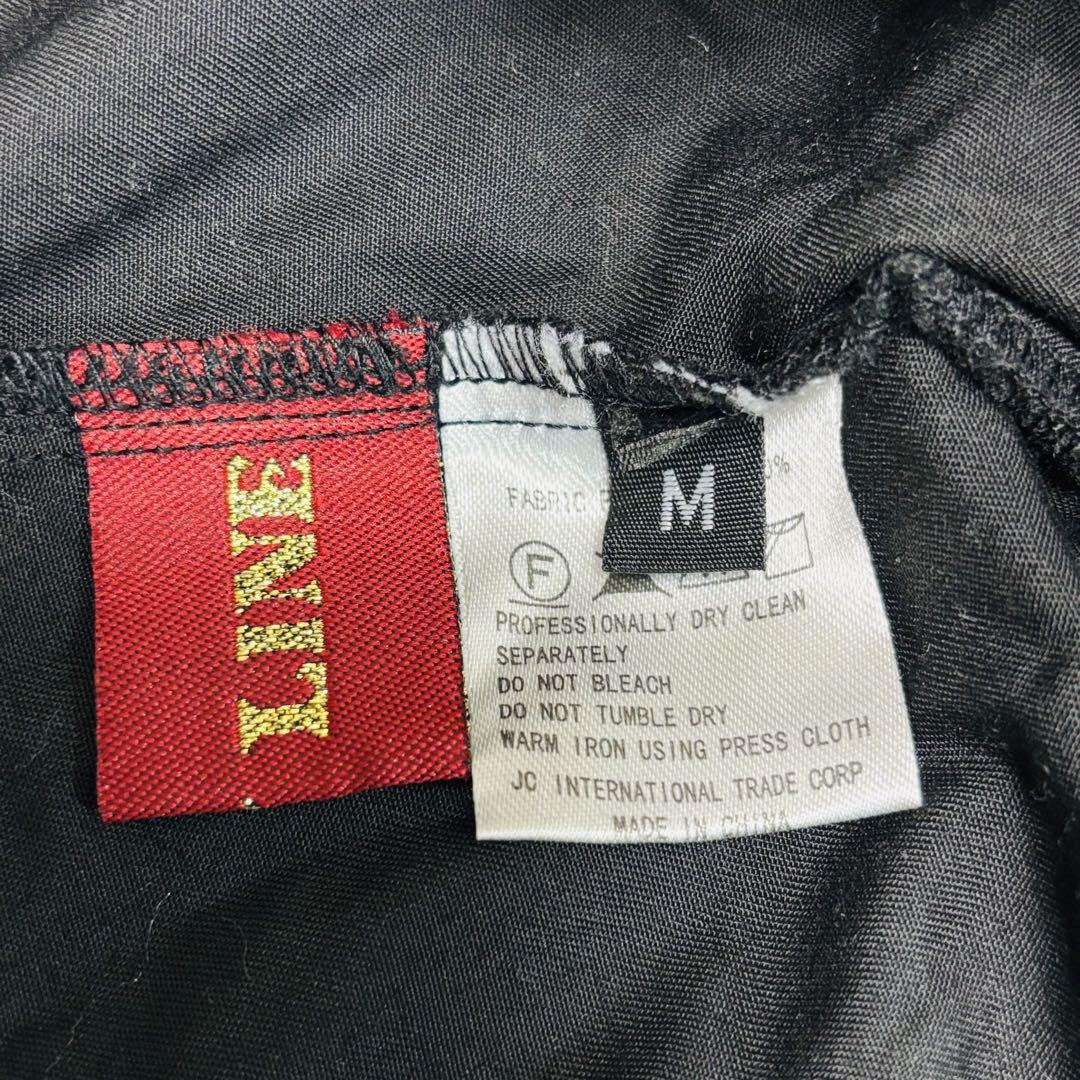 LINE
M
%
FABRIC
F
PROFESSIONALLY DRY CLEAN
SEPARATELY
DO NOT BLEACH
DO NOT TUMBLE DRY
WARM IRON USING PRESS CLOTH
JC INTERNATIONAL TRADE CORP
MADE IN CHINA